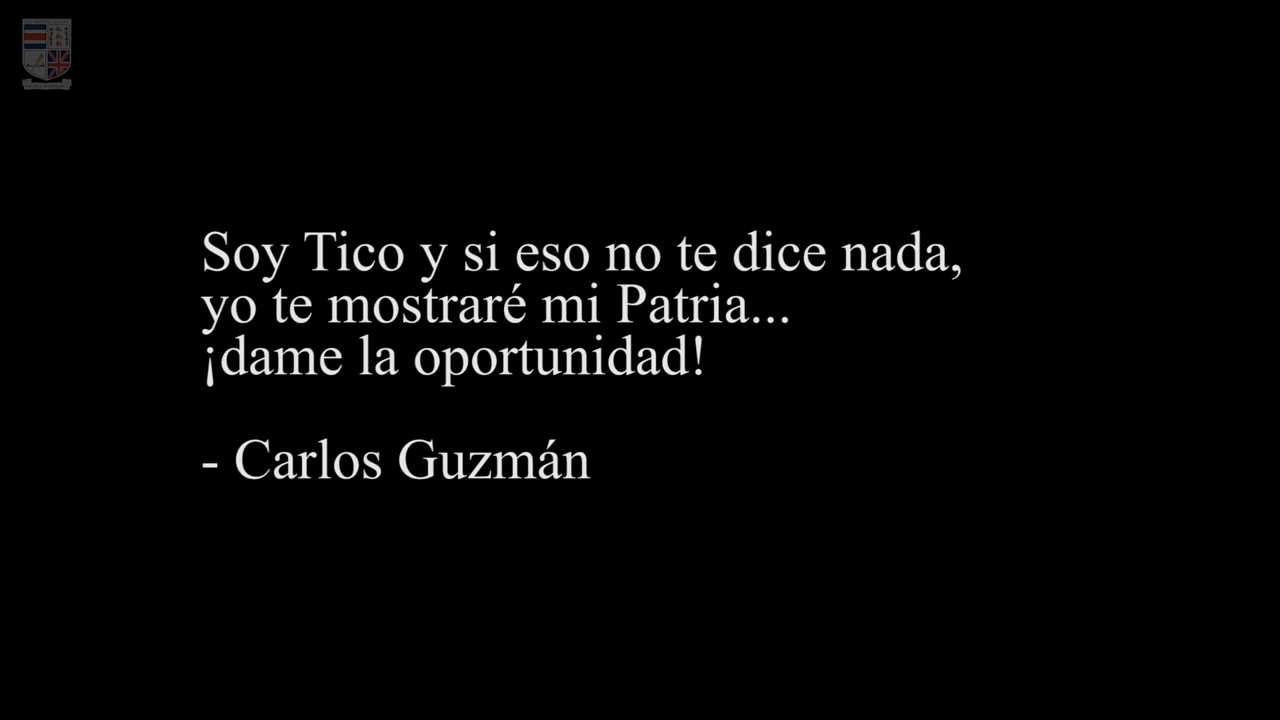 Soy Tico y si eso no te dice nada,
yo te mostraré mi Patria...
¡dame la oportunidad!
- Carlos Guzmán